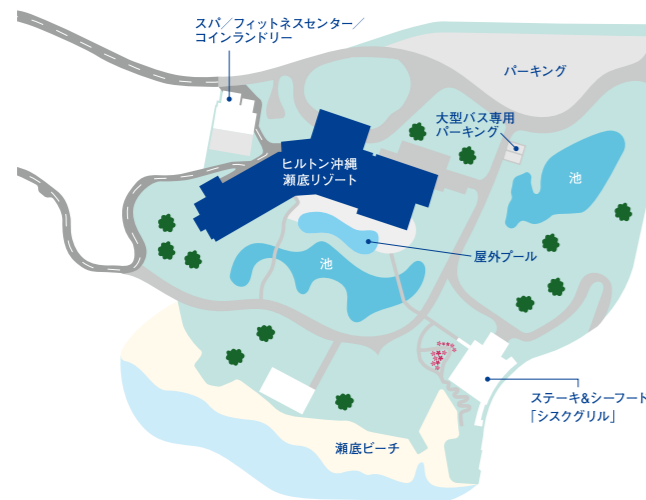 スパ／フィットネスセンター／
コインランドリー
パーキング
大型バス専用
パーキング
ヒルトン沖縄
瀬底リゾート
池
屋外プール
池
ステーキ&シーフード
「シスクグリル」
瀬底ビーチ